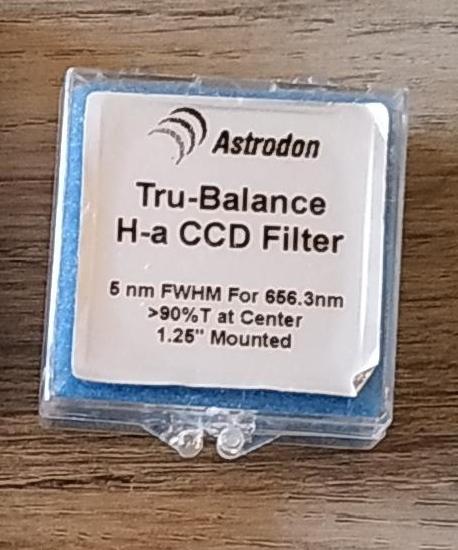 Astrodon
Tru-Balance
H-a CCD Filter
5 nm FWHM For 656.3nm
>90%T at Center
1.25" Mounted